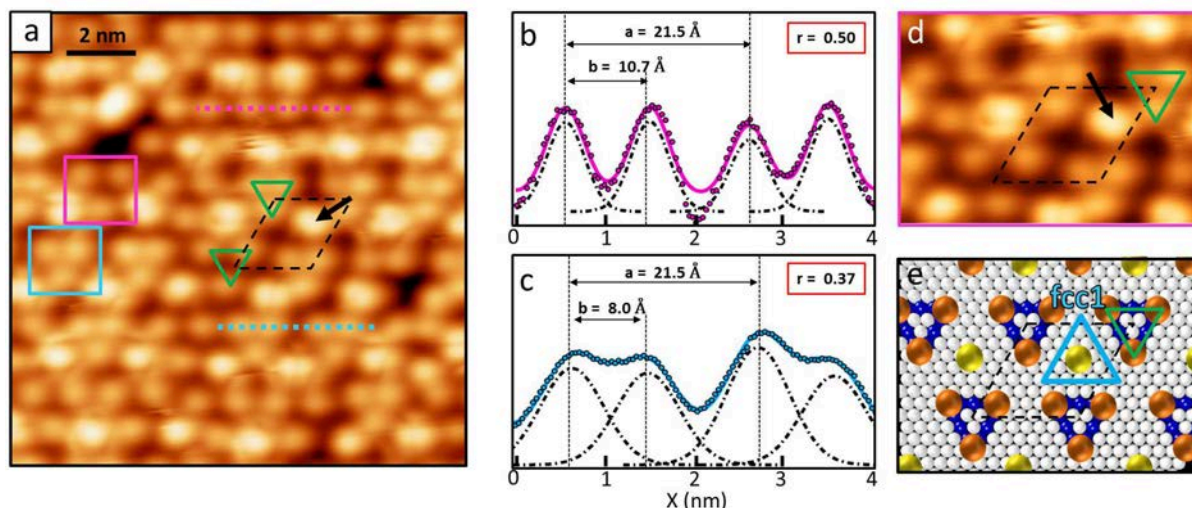 a
2 nm
b
a = 21.5 Å
b = 10.7 Å
r = 0.50
0 1 2 3 4
c
a = 21.5 Å
b = 8.0 Å
r = 0.37
0 1 2 3 4
X (nm)
d
e
fcc1